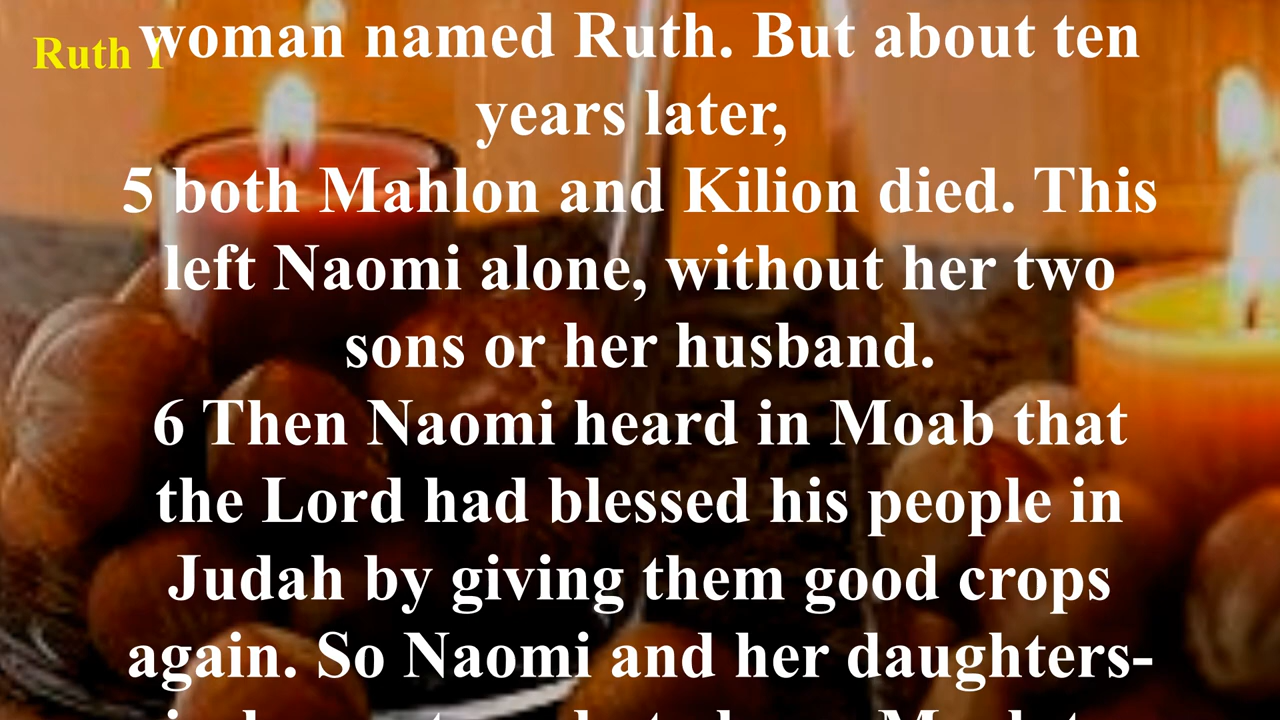 Ruth 1
woman named Ruth. But about ten
years later,
5 both Mahlon and Kilion died. This
left Naomi alone, without her two
sons or her husband.
6 Then Naomi heard in Moab that
the Lord had blessed his people in
Judah by giving them good crops
again. So Naomi and her daughters-